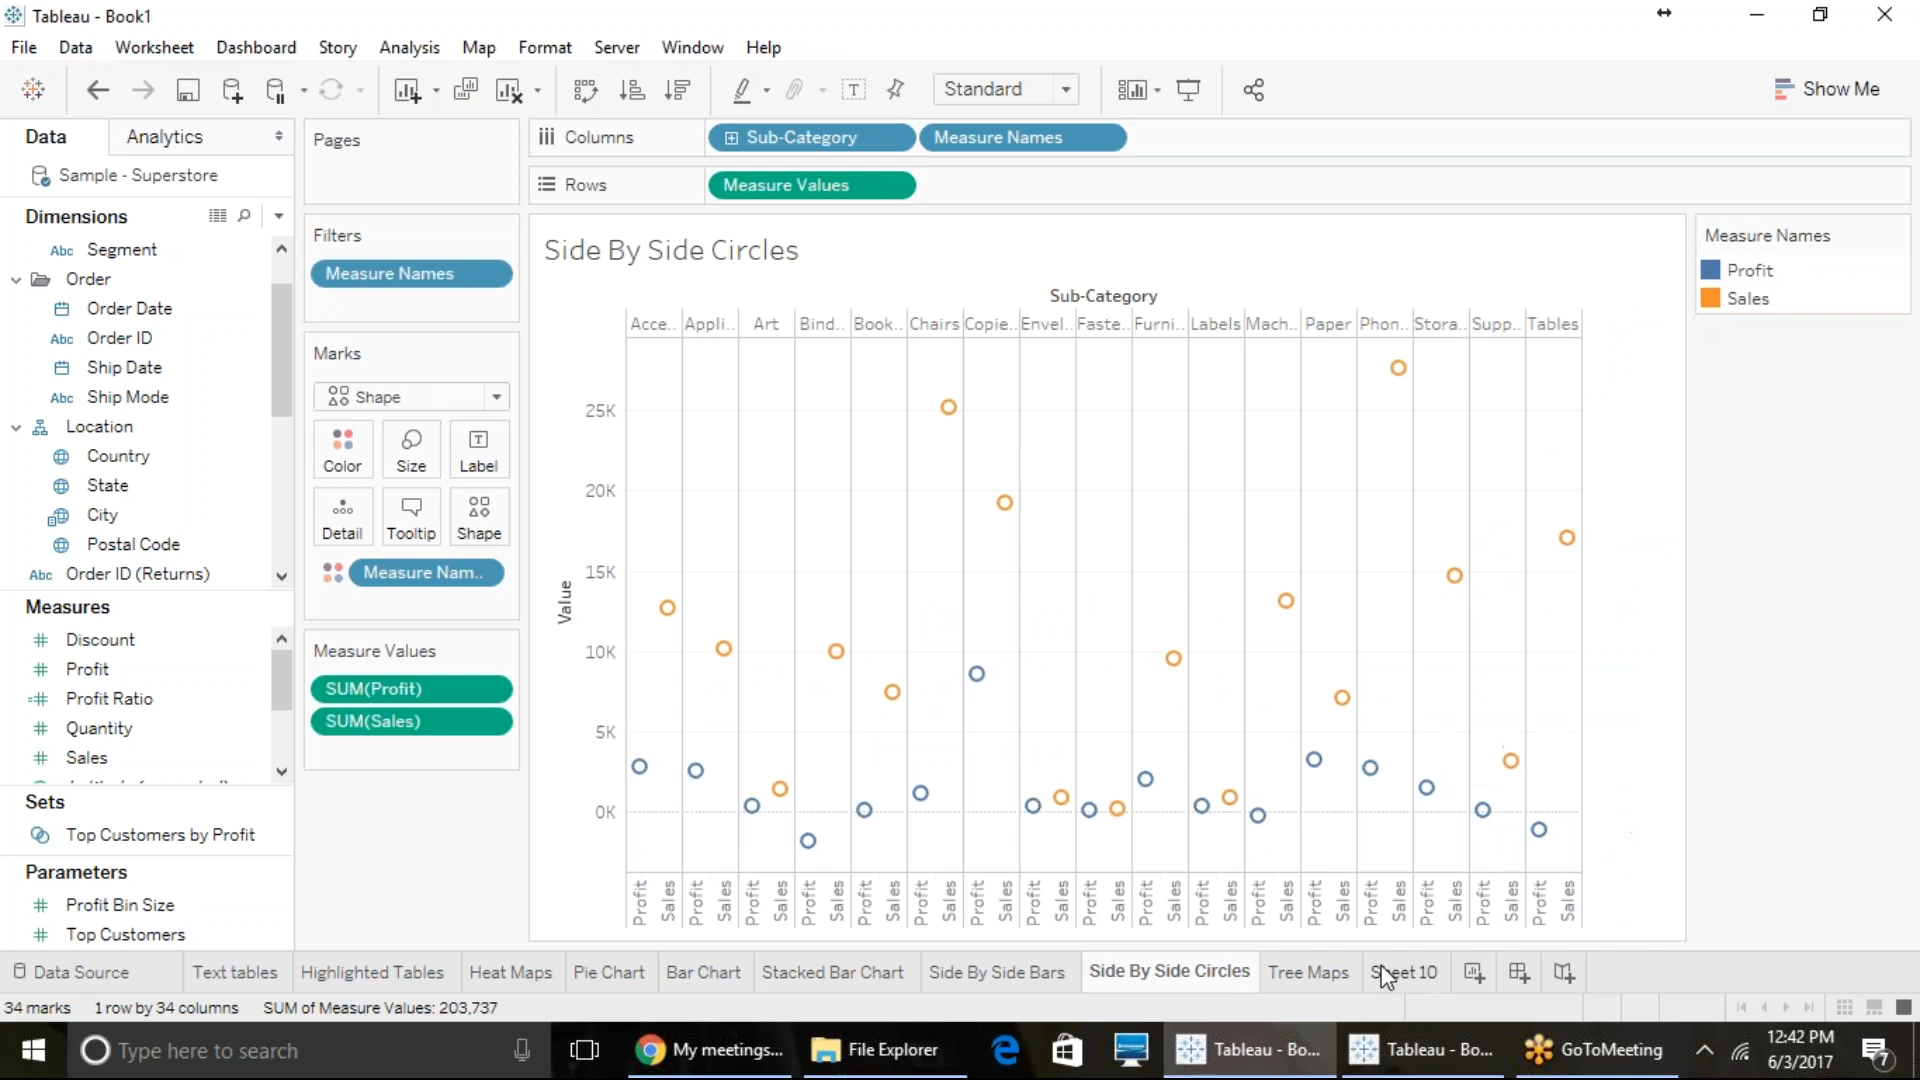 Tableau - Book1
File Data Worksheet Dashboard Story Analysis Map Format Server Window Help
Standard
Show Me
Data
Analytics
Sample - Superstore
Dimensions
Abc Segment
Order
Order Date
Abc Order ID
Ship Date
Abc Ship Mode
Location
Country
State
City
Postal Code
Abc Order ID (Returns)
Measures
# Discount
# Profit
=# Profit Ratio
# Quantity
# Sales
Sets
Top Customers by Profit
Parameters
# Profit Bin Size
# Top Customers
Pages
Filters
Measure Names
Marks
Shape
Color Size Label
Detail Tooltip Shape
Measure Nam..
Measure Values
SUM(Profit)
SUM(Sales)
Columns
Sub-Category Measure Names
Rows
Measure Values
Side By Side Circles
Sub-Category
Acce.. Appli.. Art Bind.. Book.. Chairs Copie.. Envel.. Faste.. Furni.. Labels Mach.. Paper Phon.. Stora.. Supp.. Tables
25K
20K
15K
10K
5K
0K
Value
Profit Sales Profit Sales Profit Sales Profit Sales Profit Sales Profit Sales Profit Sales Profit Sales Profit Sales Profit Sales Profit Sales Profit Sales Profit Sales Profit Sales Profit Sales Profit Sales Profit Sales
Measure Names
Profit
Sales
Data Source Text tables Highlighted Tables Heat Maps Pie Chart Bar Chart Stacked Bar Chart Side By Side Bars Side By Side Circles Tree Maps Sheet 10
34 marks 1 row by 34 columns SUM of Measure Values: 203,737
Type here to search
My meetings...
File Explorer
Tableau - Bo...
Tableau - Bo...
GoToMeeting
12:42 PM
6/3/2017
7